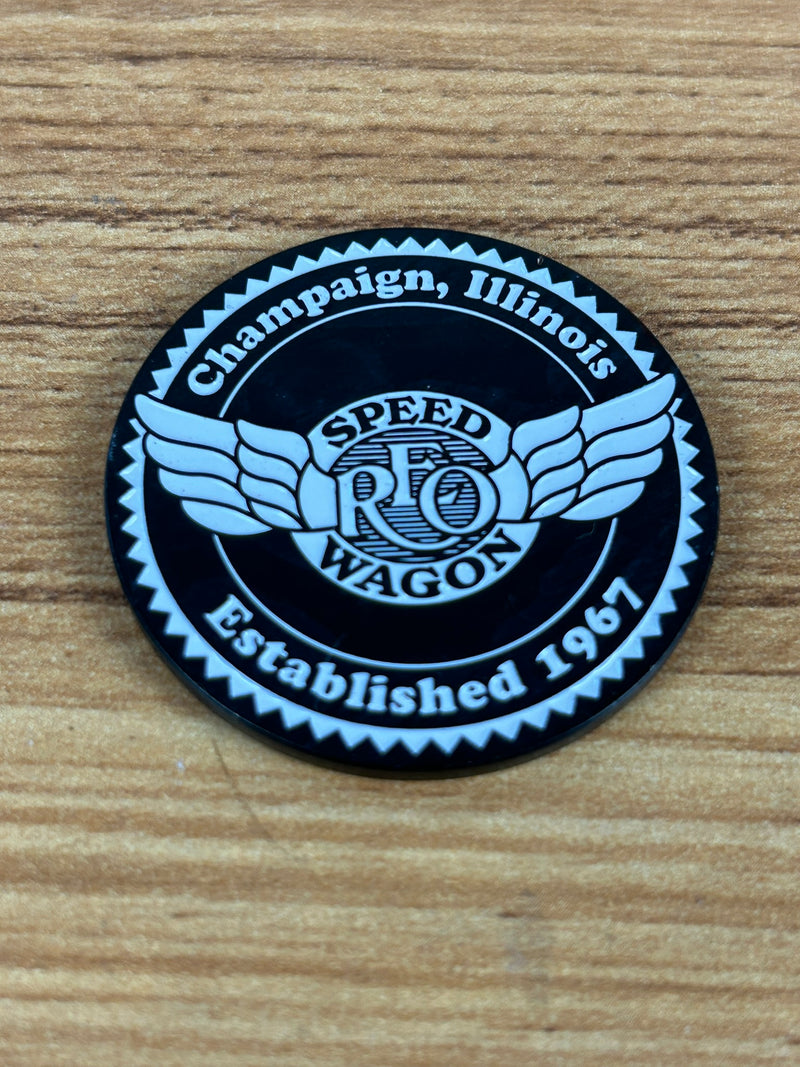 Champaign, Illinois
SPEED
REO
WAGON
Established 1967